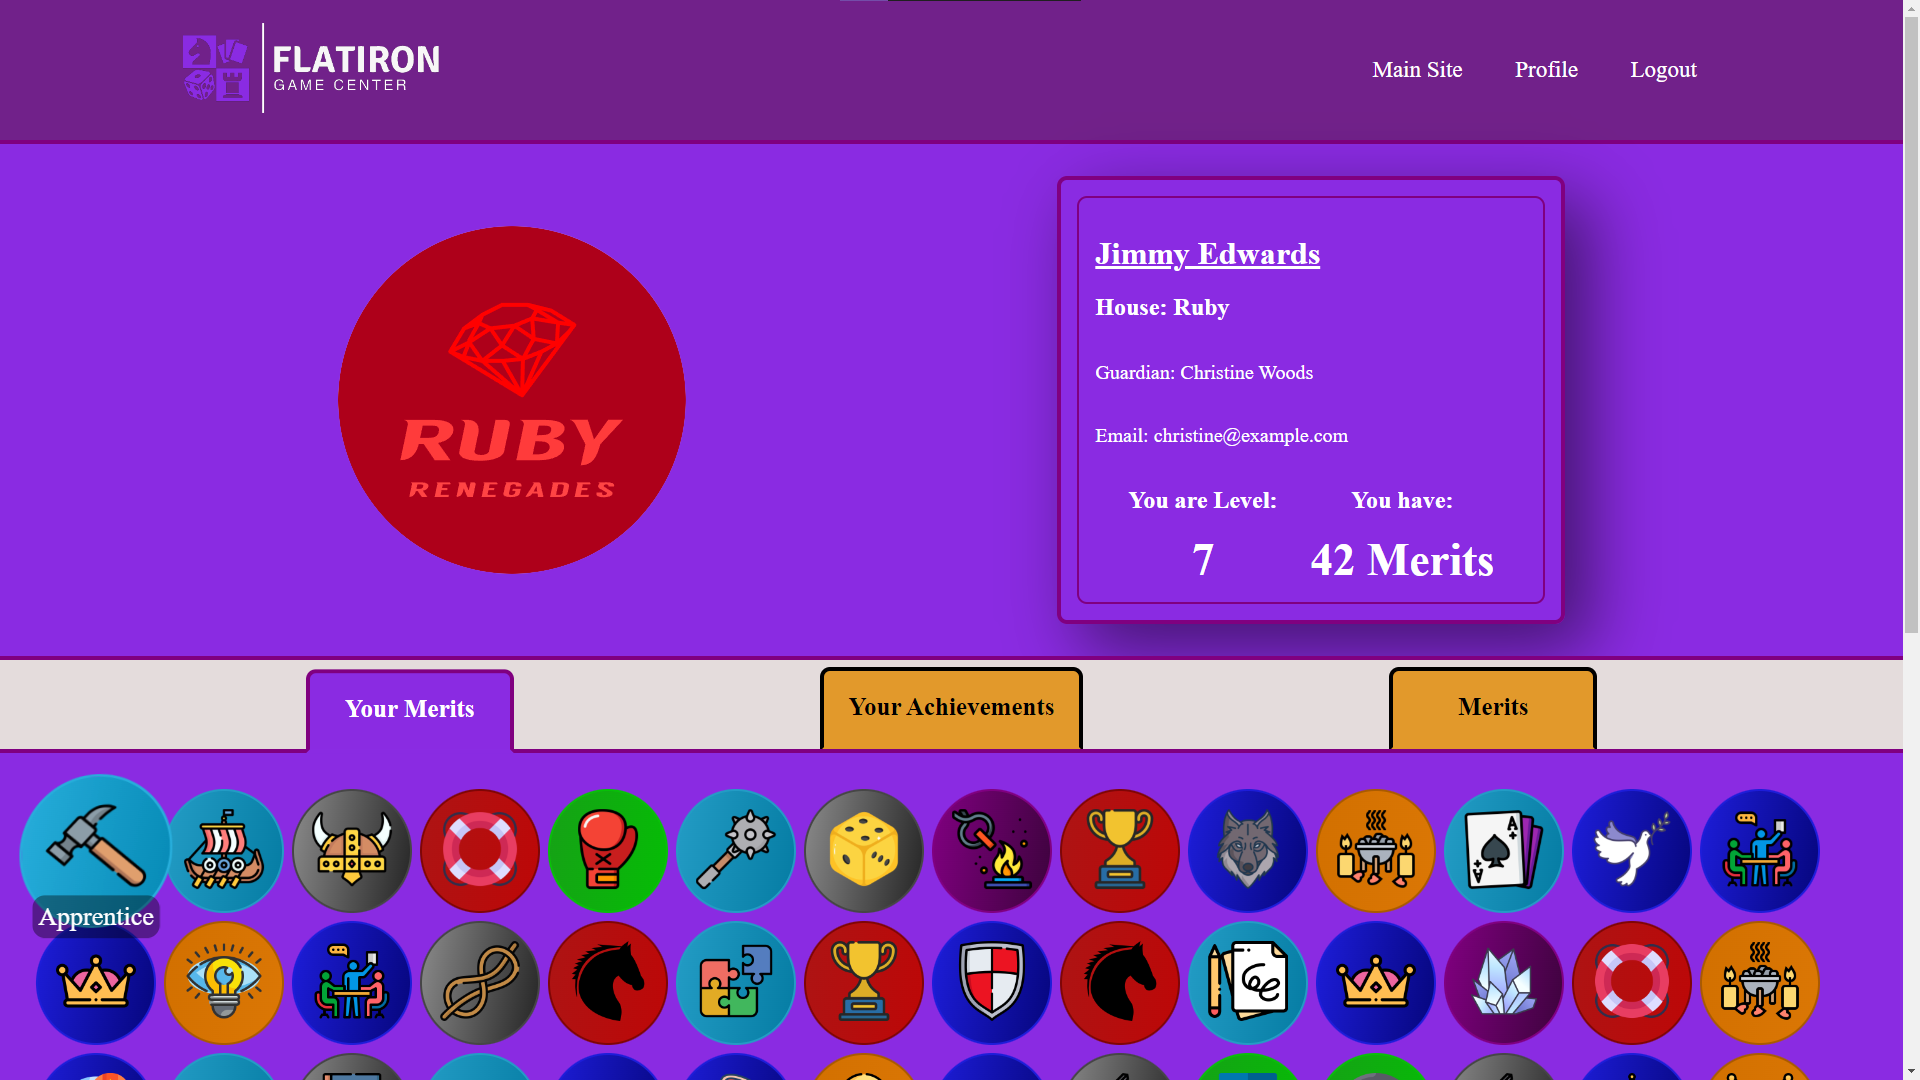 FLATIRON
GAME CENTER
Main Site
Profile
Logout
RUBY
RENEGADES
Jimmy Edwards
House: Ruby
Guardian: Christine Woods
Email: christine@example.com
You are Level:
7
You have:
42 Merits
Your Merits
Your Achievements
Merits
A
A
Apprentice